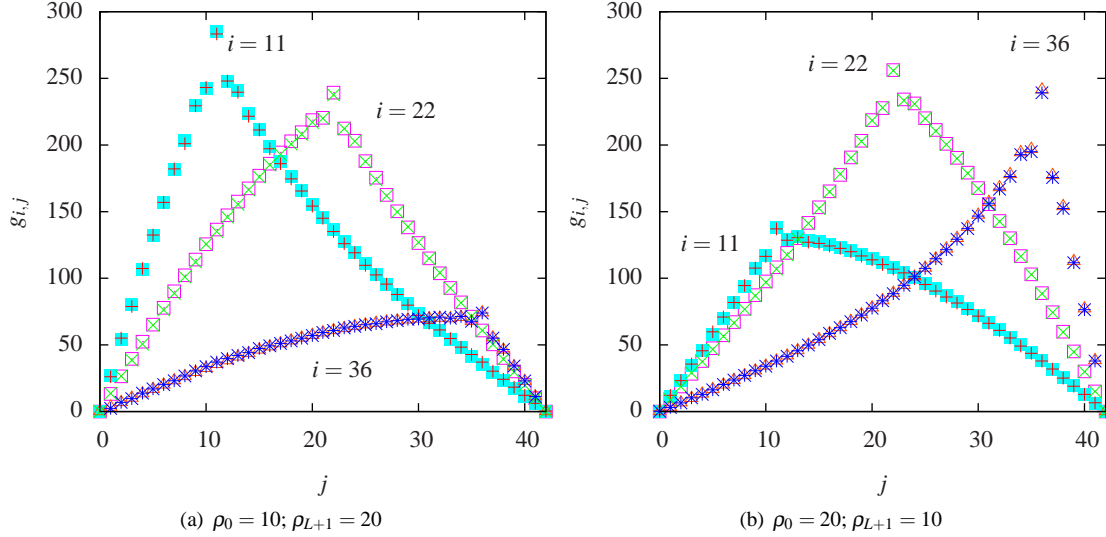 300
250
200
150
100
50
0
g_{i,j}
i = 11
i = 22
i = 36
0 10 20 30 40
j
(a) ρ_0 = 10; ρ_{L+1} = 20
300
250
200
150
100
50
0
g_{i,j}
i = 36
i = 22
i = 11
0 10 20 30 40
j
(b) ρ_0 = 20; ρ_{L+1} = 10